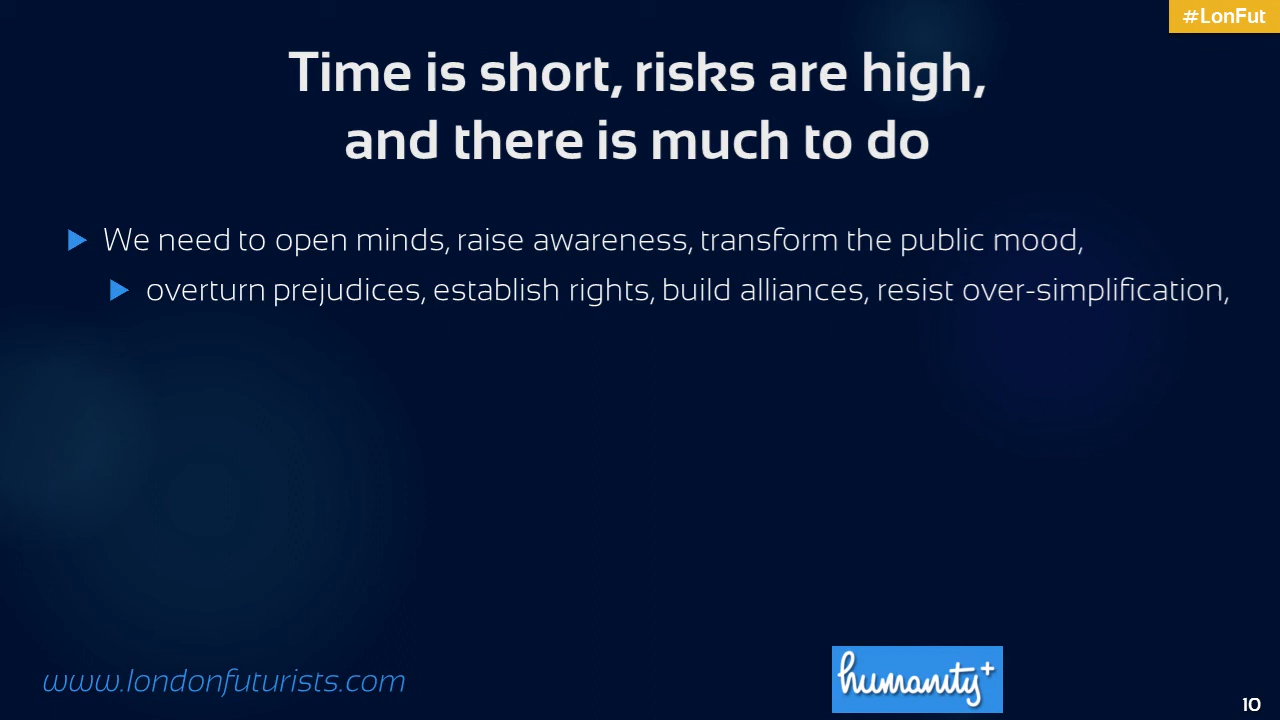 #LonFut
Time is short, risks are high,
and there is much to do
We need to open minds, raise awareness, transform the public mood,
overturn prejudices, establish rights, build alliances, resist over-simplification,
www.londonfuturists.com
humanity+
10